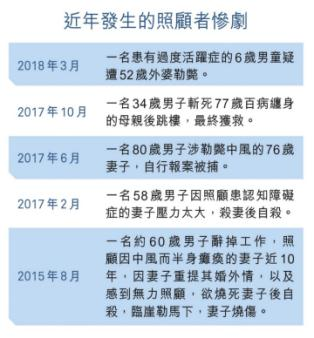 近年發生的照顧者慘劇
2018年3月
一名患有過度活躍症的6歲男童疑
遭52歲外婆勒斃。
2017年10月
一名34歲男子斬死77歲百病纏身
的母親後跳樓,最終獲救。
2017年6月
一名80歲男子涉勒斃中風的76歲
妻子,自行報案被捕。
2017年2月
一名58歲男子因照顧患認知障礙
症的妻子壓力太大,殺妻後自殺。
2015年8月
一名約60歲男子辭掉工作,照
顧因中風而半身癱瘓的妻子近10
年,因妻子重提其婚外情,以及
感到無力照顧,欲燒死妻子後自
殺,臨崖勒馬下,妻子燒傷。